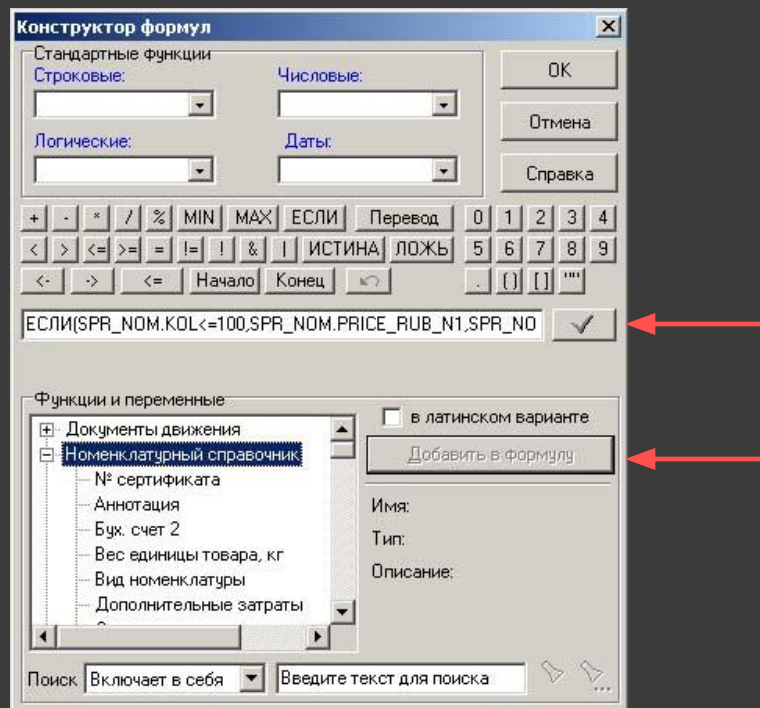 Конструктор формул
Стандартные функции
Строковые: Числовые: OK
Отмена
Логические: Даты:
Справка
+ - * / % MIN MAX ЕСЛИ Перевод 0 1 2 3 4
< > <= >= = != ! & | ИСТИНА ЛОЖЬ 5 6 7 8 9
<- -> <= Начало Конец . () [] ""
ЕСЛИ(SPR_NOM.KOL<=100,SPR_NOM.PRICE_RUB_N1,SPR_NO
Функции и переменные
Документы движения в латинском варианте
Номенклатурный справочник Добавить в формулу
№ сертификата
Аннотация Имя:
Бух. счет 2 Тип:
Вес единицы товара, кг
Вид номенклатуры Описание:
Дополнительные затраты
Поиск Включает в себя Введите текст для поиска